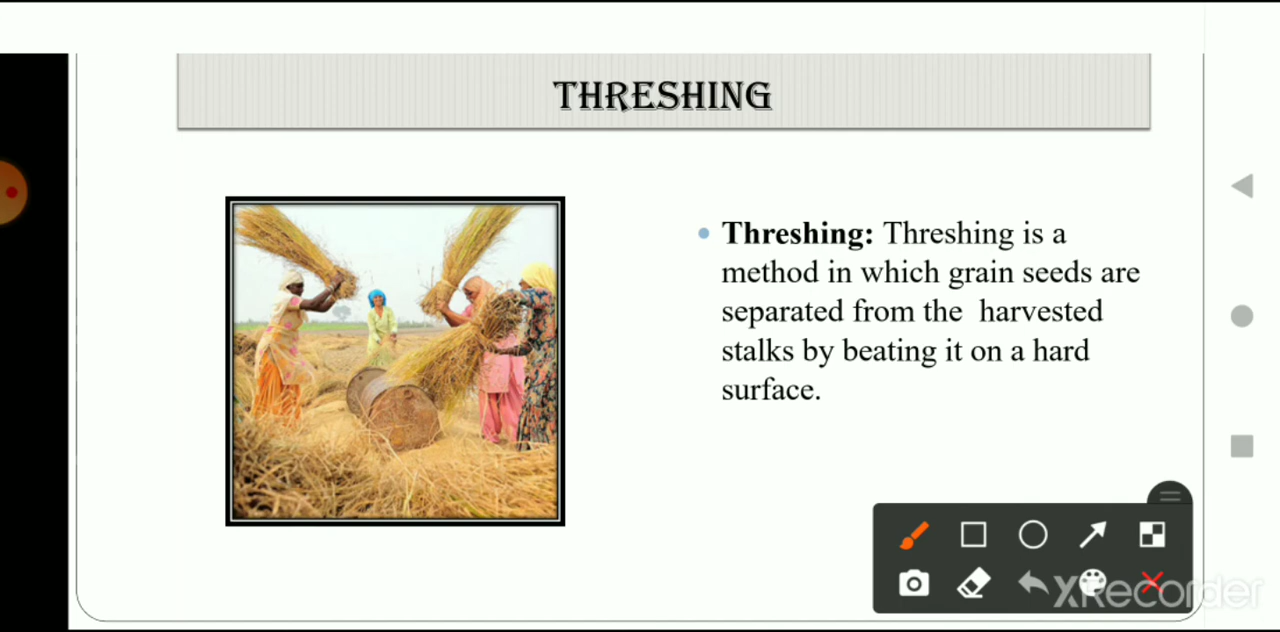 THRESHING
Threshing: Threshing is a
method in which grain seeds are
separated from the harvested
stalks by beating it on a hard
surface.
XRecorder